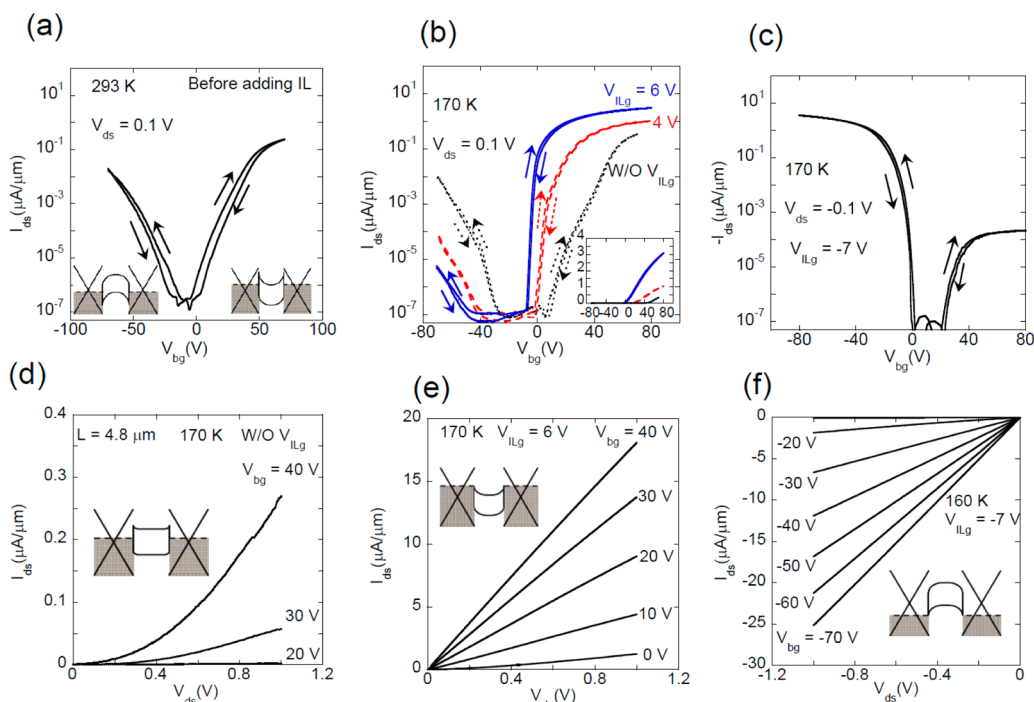 (a)
293 K
Before adding IL
V_ds = 0.1 V
I_ds(µA/µm)
10^1
10^-1
10^-3
10^-5
10^-7
-100
-50
0
50
100
V_bg(V)
(b)
170 K
V_ILg = 6 V
V_ds = 0.1 V
4 V
W/O V_ILg
I_ds(µA/µm)
10^1
10^-1
10^-3
10^-5
10^-7
4
3
2
1
0
-80
-40
0
40
80
-80
-40
0
40
80
V_bg(V)
(c)
170 K
V_ds = -0.1 V
V_ILg = -7 V
-I_ds(µA/µm)
10^1
10^-1
10^-3
10^-5
10^-7
-80
-40
0
40
80
V_bg(V)
(d)
L = 4.8 µm
170 K
W/O V_ILg
V_bg = 40 V
30 V
20 V
I_ds(µA/µm)
0.4
0.3
0.2
0.1
0
0
0.4
0.8
1.2
V_ds(V)
(e)
170 K
V_ILg = 6 V
V_bg = 40 V
30 V
20 V
10 V
0 V
I_ds(µA/µm)
20
15
10
5
0
0
0.4
0.8
1.2
(V)
(f)
0
-5
-10
-15
-20
-25
-30
I_ds(µA/µm)
-20 V
-30 V
-40 V
-50 V
-60 V
V_bg = -70 V
160 K
V_ILg = -7 V
-1.2
-0.8
-0.4
0
V_ds(V)